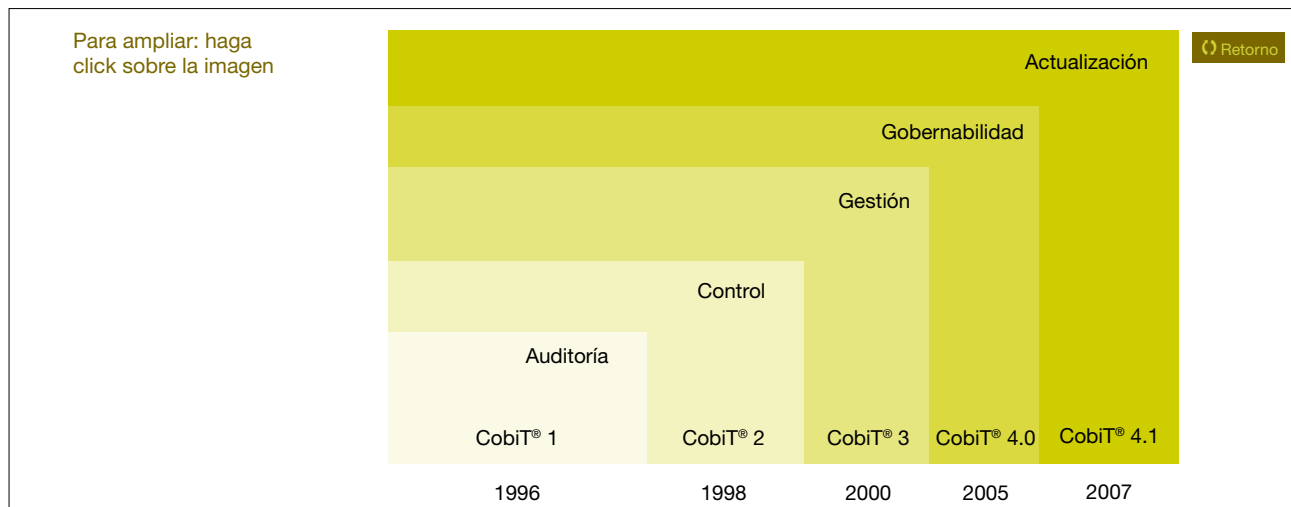 Para ampliar: haga
click sobre la imagen
Retorno
Actualización
Gobernabilidad
Gestión
Control
Auditoría
CobiT® 1
CobiT® 2
CobiT® 3
CobiT® 4.0
CobiT® 4.1
1996
1998
2000
2005
2007